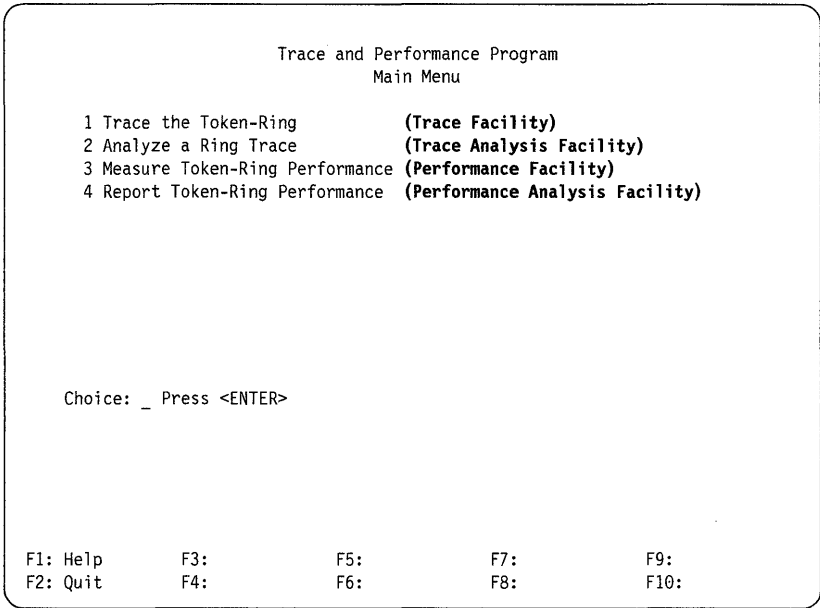 Trace and Performance Program
Main Menu
1 Trace the Token-Ring (Trace Facility)
2 Analyze a Ring Trace (Trace Analysis Facility)
3 Measure Token-Ring Performance (Performance Facility)
4 Report Token-Ring Performance (Performance Analysis Facility)
Choice: _ Press <ENTER>
F1: Help F3: F5: F7: F9:
F2: Quit F4: F6: F8: F10: